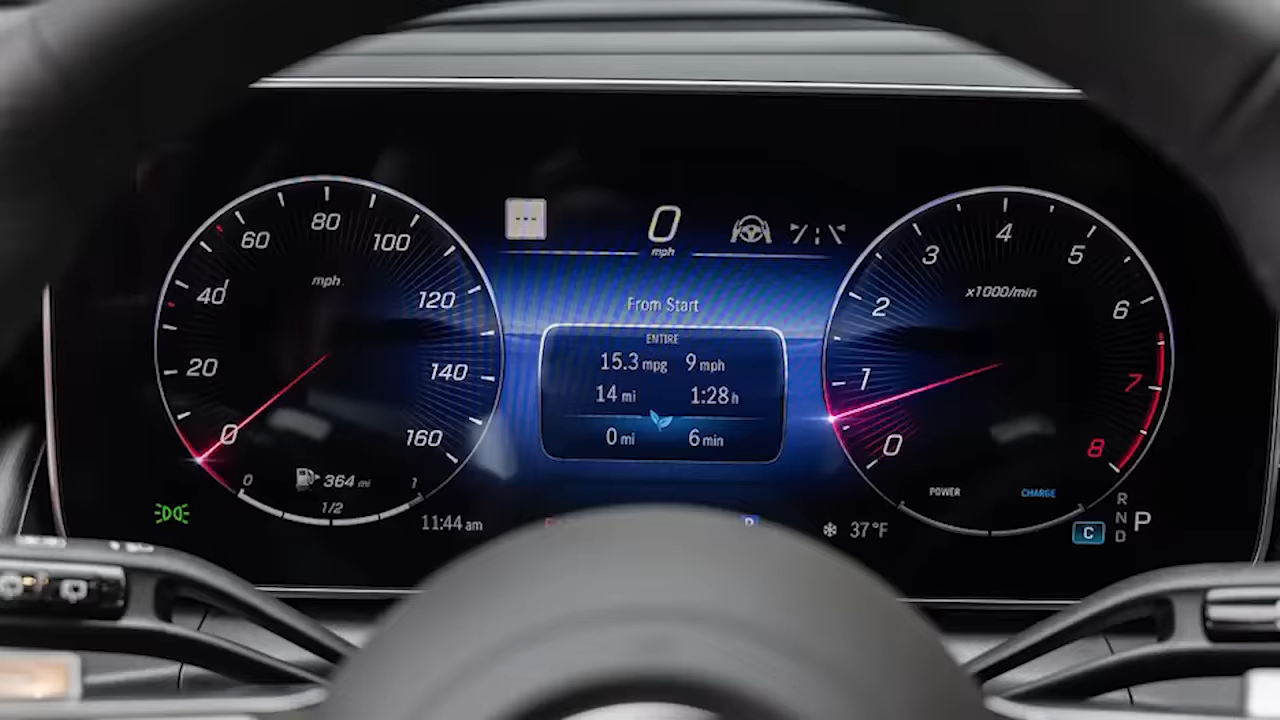 80
60
100
40
mph
120
20
140
0
160
0
364 mi
1
1/2
11:44 am
0
mph
From Start
ENTIRE
15.3 mpg 9 mph
14 mi 1:28 h
0 mi 6 min
4
3
5
x1000/min
2
6
1
7
0
8
POWER
CHARGE
37°F
C
R
N
D
P